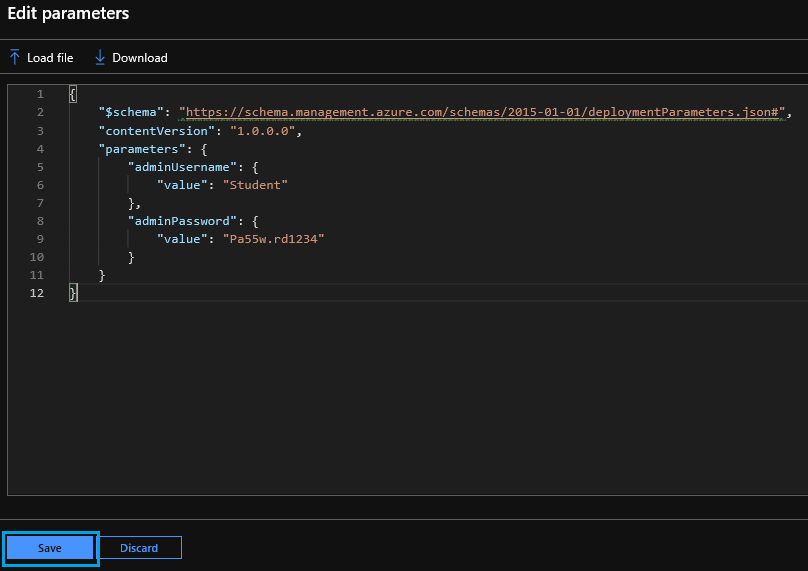 Edit parameters
Load file Download
1 {
2 "$schema": "https://schema.management.azure.com/schemas/2015-01-01/deploymentParameters.json#",
3 "contentVersion": "1.0.0.0",
4 "parameters": {
5 "adminUsername": {
6 "value": "Student"
7 },
8 "adminPassword": {
9 "value": "Pa55w.rd1234"
10 }
11 }
12 }
Save Discard